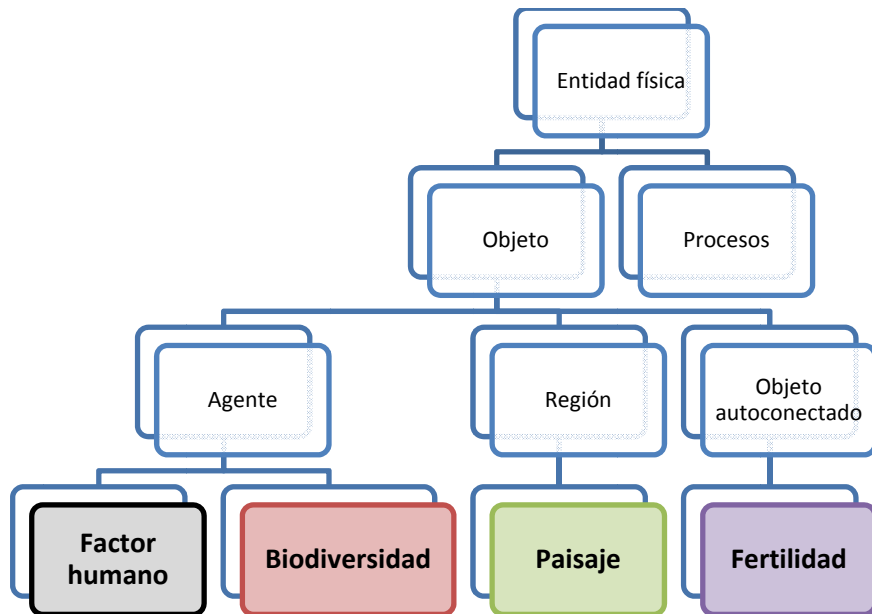 Entidad física
Objeto
Procesos
Agente
Región
Objeto
autoconectado
Factor
humano
Biodiversidad
Paisaje
Fertilidad